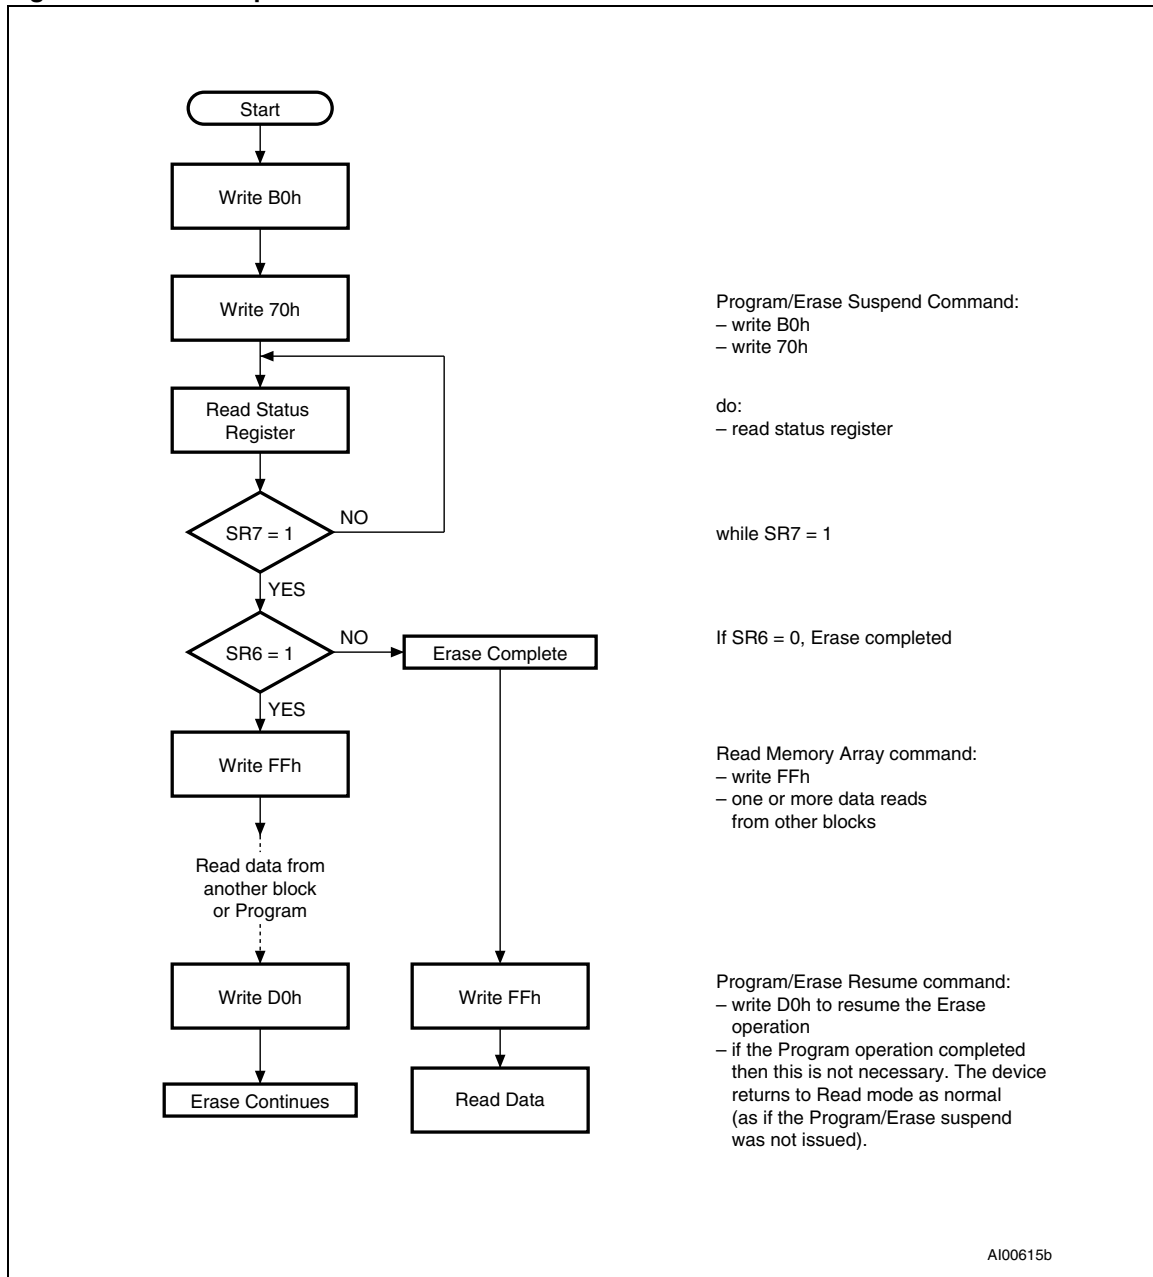 Start
Write B0h
Write 70h
Read Status
Register
SR7 = 1
NO
YES
SR6 = 1
NO
Erase Complete
YES
Write FFh
Read data from
another block
or Program
Write D0h
Erase Continues
Write FFh
Read Data
Program/Erase Suspend Command:
– write B0h
– write 70h
do:
– read status register
while SR7 = 1
If SR6 = 0, Erase completed
Read Memory Array command:
– write FFh
– one or more data reads
from other blocks
Program/Erase Resume command:
– write D0h to resume the Erase
operation
– if the Program operation completed
then this is not necessary. The device
returns to Read mode as normal
(as if the Program/Erase suspend
was not issued).
AI00615b